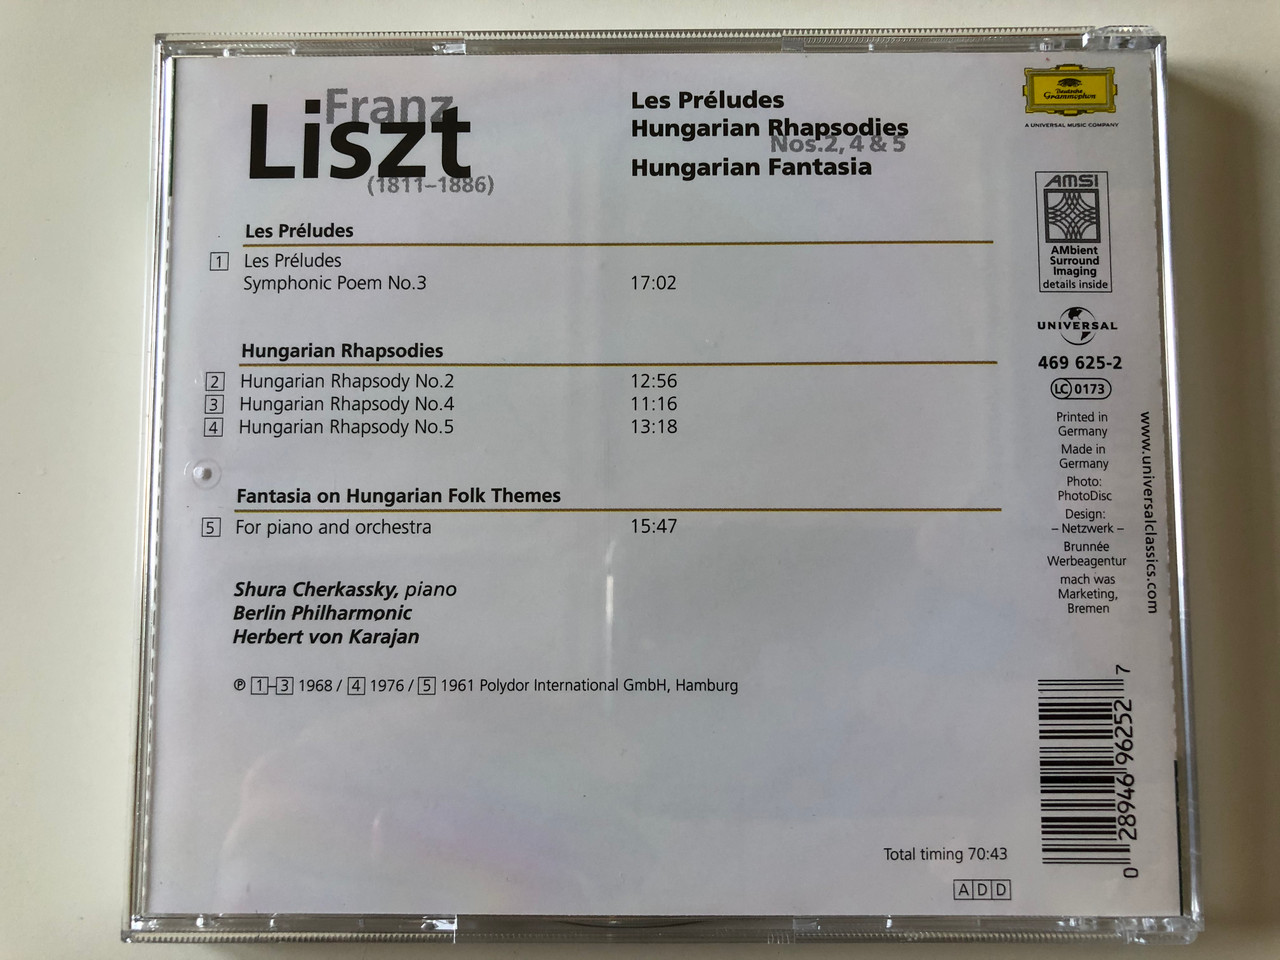 Franz
Liszt
(1811–1886)
Les Préludes
Hungarian Rhapsodies
Nos.2, 4 & 5
Hungarian Fantasia
Deutsche
Grammophon
A UNIVERSAL MUSIC COMPANY
Les Préludes
1 Les Préludes
Symphonic Poem No.3 17:02
Hungarian Rhapsodies
2 Hungarian Rhapsody No.2 12:56
3 Hungarian Rhapsody No.4 11:16
4 Hungarian Rhapsody No.5 13:18
Fantasia on Hungarian Folk Themes
5 For piano and orchestra 15:47
Shura Cherkassky, piano
Berlin Philharmonic
Herbert von Karajan
℗ 1–3 1968 / 4 1976 / 5 1961 Polydor International GmbH, Hamburg
AMSI
AMbient
Surround
Imaging
details inside
UNIVERSAL
469 625-2
LC 0173
Printed in
Germany
Made in
Germany
Photo:
PhotoDisc
Design:
– Netzwerk –
Brunnée
Werbeagentur
mach was
Marketing,
Bremen
www.universalclassics.com
0 28946 96252 7
Total timing 70:43
ADD